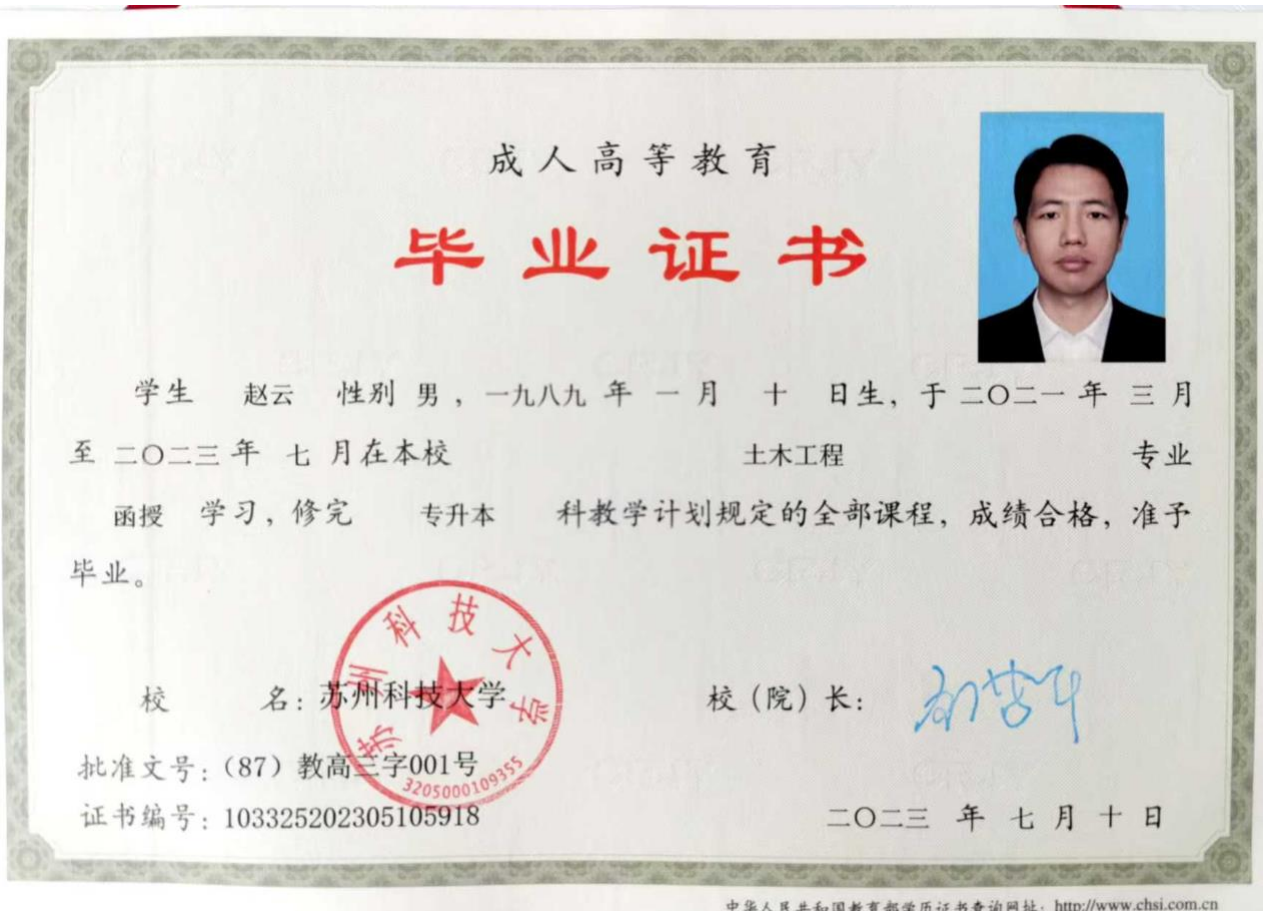 成人高等教育
毕业证书
学生 赵云 性别 男，一九八九 年 一 月 十 日生，于 二〇二一 年 三 月
至 二〇二三 年 七 月在本校 土木工程 专业
函授 学习，修完 专升本 科教学计划规定的全部课程，成绩合格，准予
毕业。
苏州科技大学
校 名：苏州科技大学 校（院）长：
批准文号：（87）教高三字001号
3205000109355
证书编号：103325202305105918 二〇二三 年 七 月 十 日
中华人民共和国教育部学历证书查询网址：http://www.chsi.com.cn